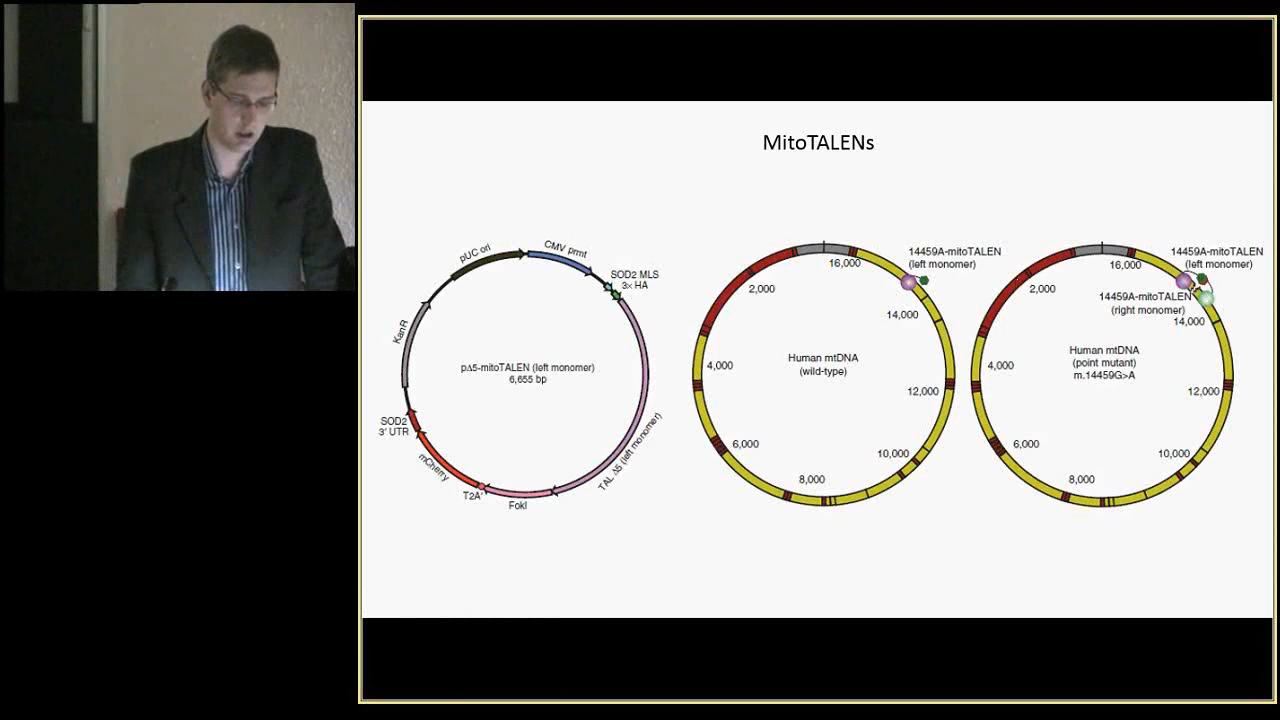 MitoTALENs
pUC ori
CMV prmt
SOD2 MLS
3x HA
KanR
pΔ5-mitoTALEN (left monomer)
6,655 bp
SOD2
3' UTR
mCherry
T2A'
FokI
TAL Δ5 (left monomer)
14459A-mitoTALEN
(left monomer)
16,000
2,000
14,000
Human mtDNA
(wild-type)
4,000
12,000
6,000
10,000
8,000
14459A-mitoTALEN
(left monomer)
16,000
2,000
14459A-mitoTALEN
(right monomer)
14,000
Human mtDNA
(point mutant)
m.14459G>A
4,000
12,000
6,000
10,000
8,000